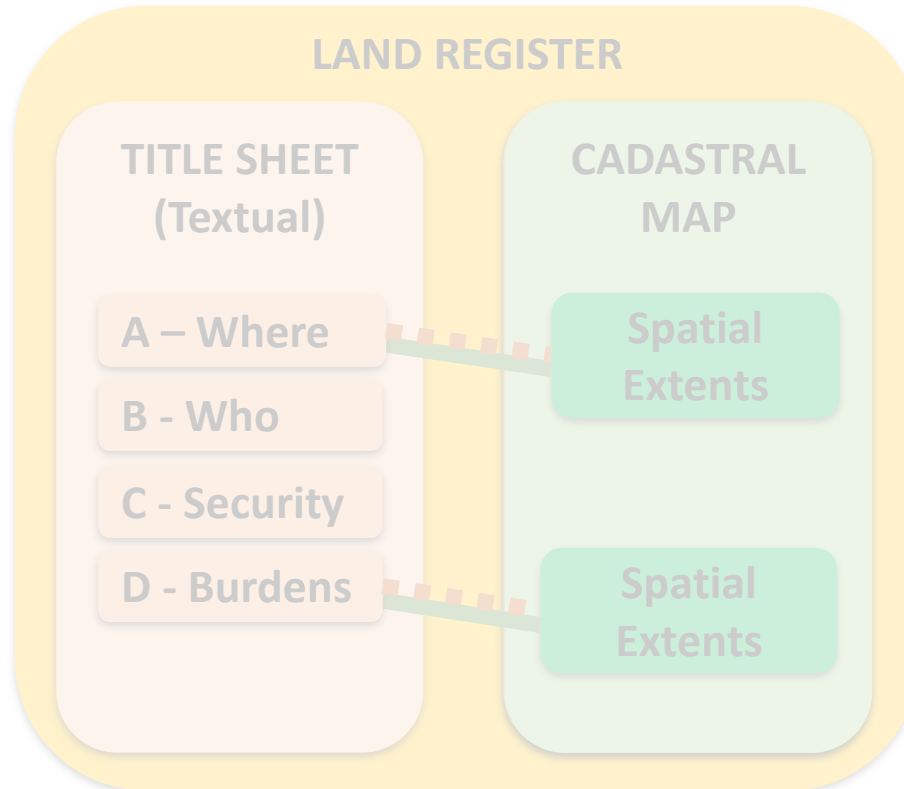 LAND REGISTER
TITLE SHEET
(Textual)
A – Where
B - Who
C - Security
D - Burdens
CADASTRAL
MAP
Spatial
Extents
Spatial
Extents